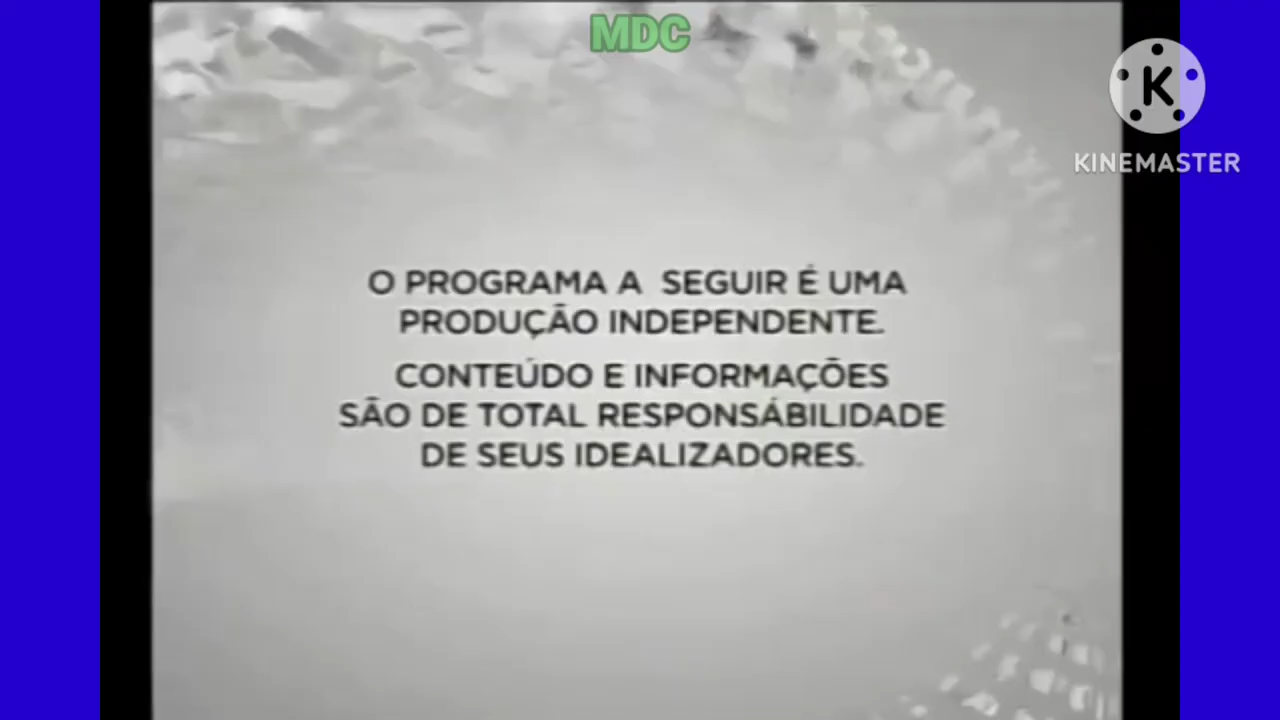 MDC
K
KINEMASTER
O PROGRAMA A SEGUIR É UMA
PRODUÇÃO INDEPENDENTE.
CONTEÚDO E INFORMAÇÕES
SÃO DE TOTAL RESPONSÁBILIDADE
DE SEUS IDEALIZADORES.